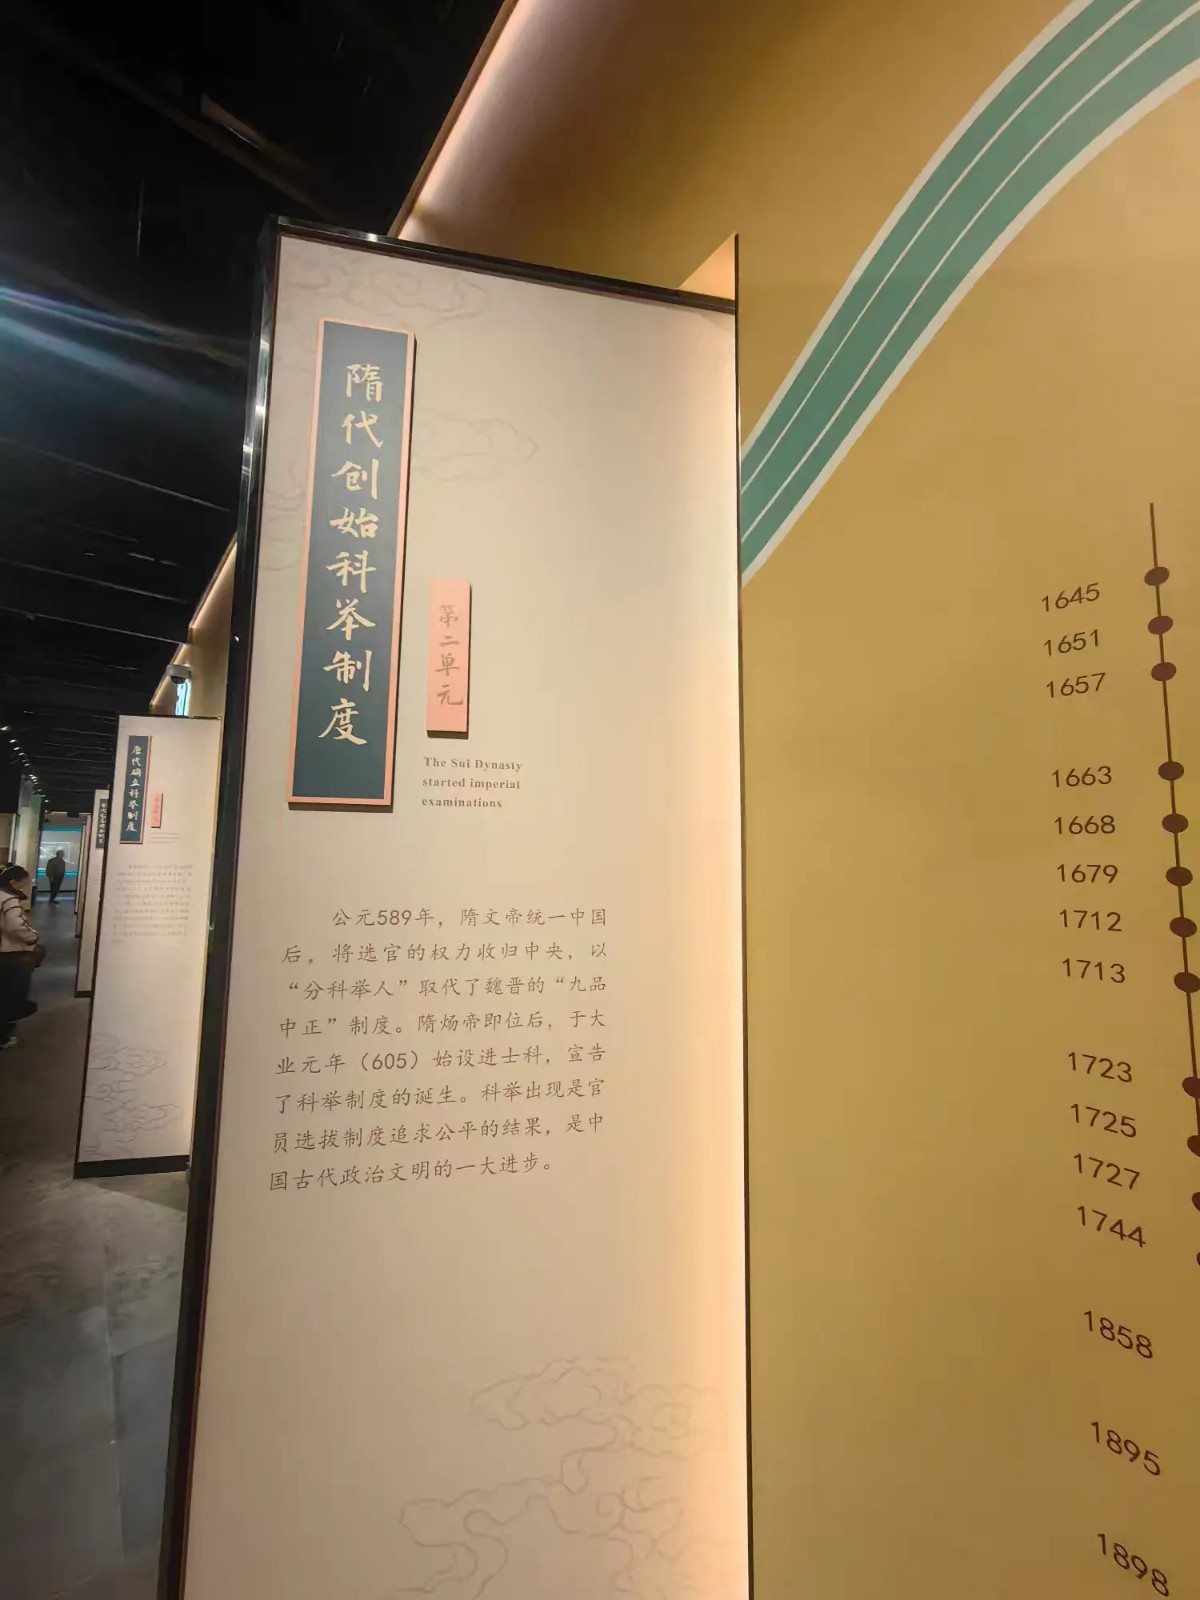 隋代创始科举制度
第二单元
The Sui Dynasty
started imperial
examinations
公元589年，隋文帝统一中国
后，将选官的权力收归中央，以
“分科举人”取代了魏晋的“九品
中正”制度。隋炀帝即位后，于大
业元年（605）始设进士科，宣告
了科举制度的诞生。科举出现是官
员选拔制度追求公平的结果，是中
国古代政治文明的一大进步。
唐代确立科举制度
1645
1651
1657
1663
1668
1679
1712
1713
1723
1725
1727
1744
1858
1895
1898